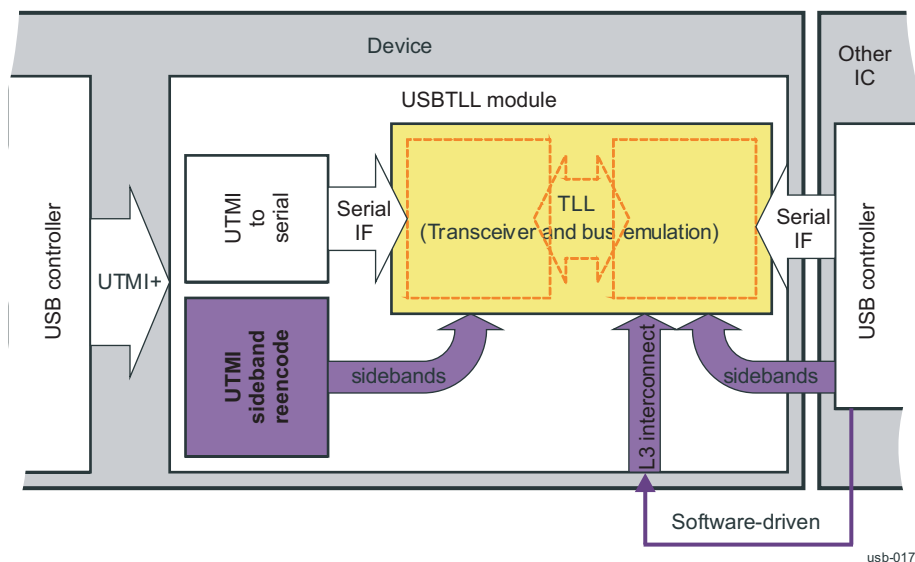 Device
Other
IC
USBTLL module
USB controller
UTMI+
UTMI
to
serial
Serial
IF
TLL
(Transceiver and bus emulation)
Serial
IF
USB controller
UTMI
sideband
reencode
sidebands
L3 interconnect
sidebands
Software-driven
usb-017